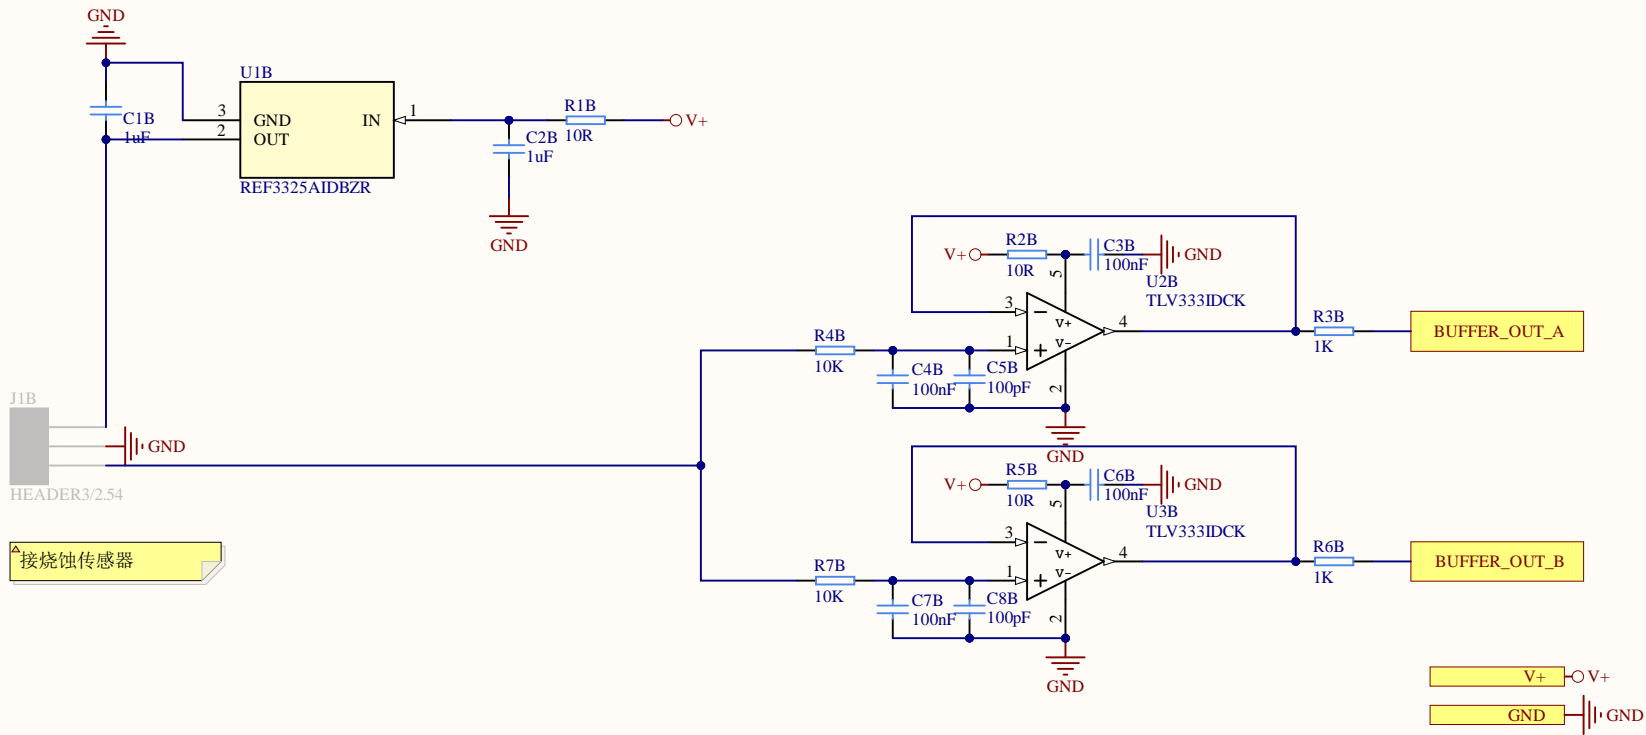 GND
U1B
C1B
1uF
3
GND
2
OUT
IN
1
REF3325AIDBZR
R1B
10R
V+
C2B
1uF
GND
V+
R2B
10R
C3B
100nF
GND
U2B
TLV333IDCK
5
3
V+
4
1
V-
2
R4B
10K
C4B
100nF
C5B
100pF
GND
R3B
1K
BUFFER_OUT_A
J1B
GND
HEADER3/2.54
接烧蚀传感器
V+
R5B
10R
C6B
100nF
GND
U3B
TLV333IDCK
5
3
V+
4
1
V-
2
R7B
10K
C7B
100nF
C8B
100pF
GND
R6B
1K
BUFFER_OUT_B
V+ V+
GND GND